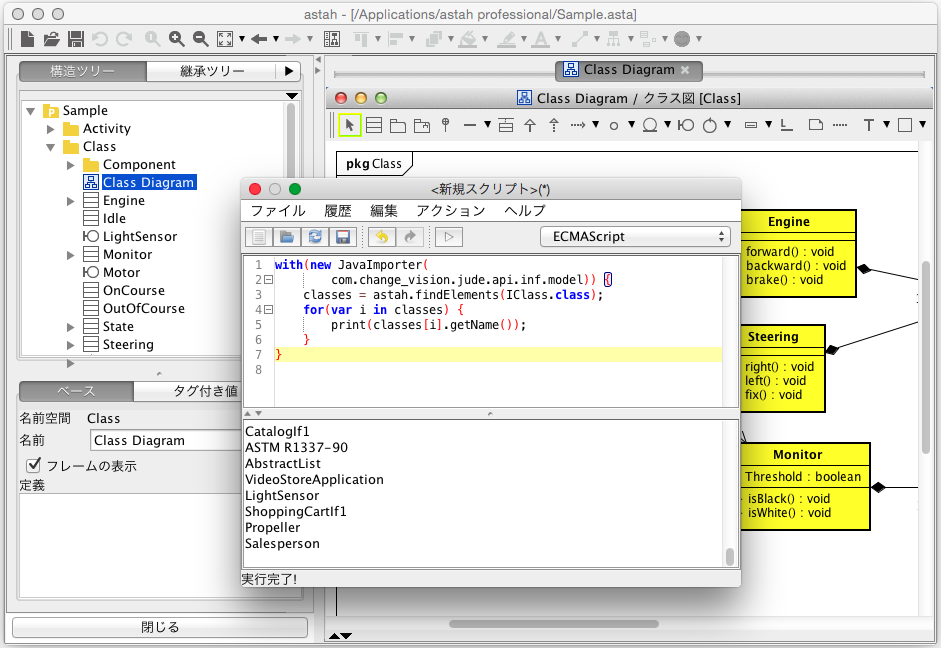 astah - [/Applications/astah professional/Sample.asta]
構造ツリー
継承ツリー
Sample
Activity
Class
Component
Class Diagram
Engine
Idle
LightSensor
Monitor
Motor
OnCourse
OutOfCourse
State
Steering
ベース
タグ付き値
名前空間 Class
名前 Class Diagram
フレームの表示
定義
閉じる
Class Diagram
Class Diagram / クラス図 [Class]
pkg Class
<新規スクリプト>(*)
ファイル 履歴 編集 アクション ヘルプ
ECMAScript
1 with(new JavaImporter(
2 com.change_vision.jude.api.inf.model)) {
3 classes = astah.findElements(IClass.class);
4 for(var i in classes) {
5 print(classes[i].getName());
6 }
7 }
8
CatalogIf1
ASTM R1337-90
AbstractList
VideoStoreApplication
LightSensor
ShoppingCartIf1
Propeller
Salesperson
実行完了!
Engine
forward() : void
backward() : void
brake() : void
Steering
right() : void
left() : void
fix() : void
Monitor
Threshold : boolean
isBlack() : void
isWhite() : void